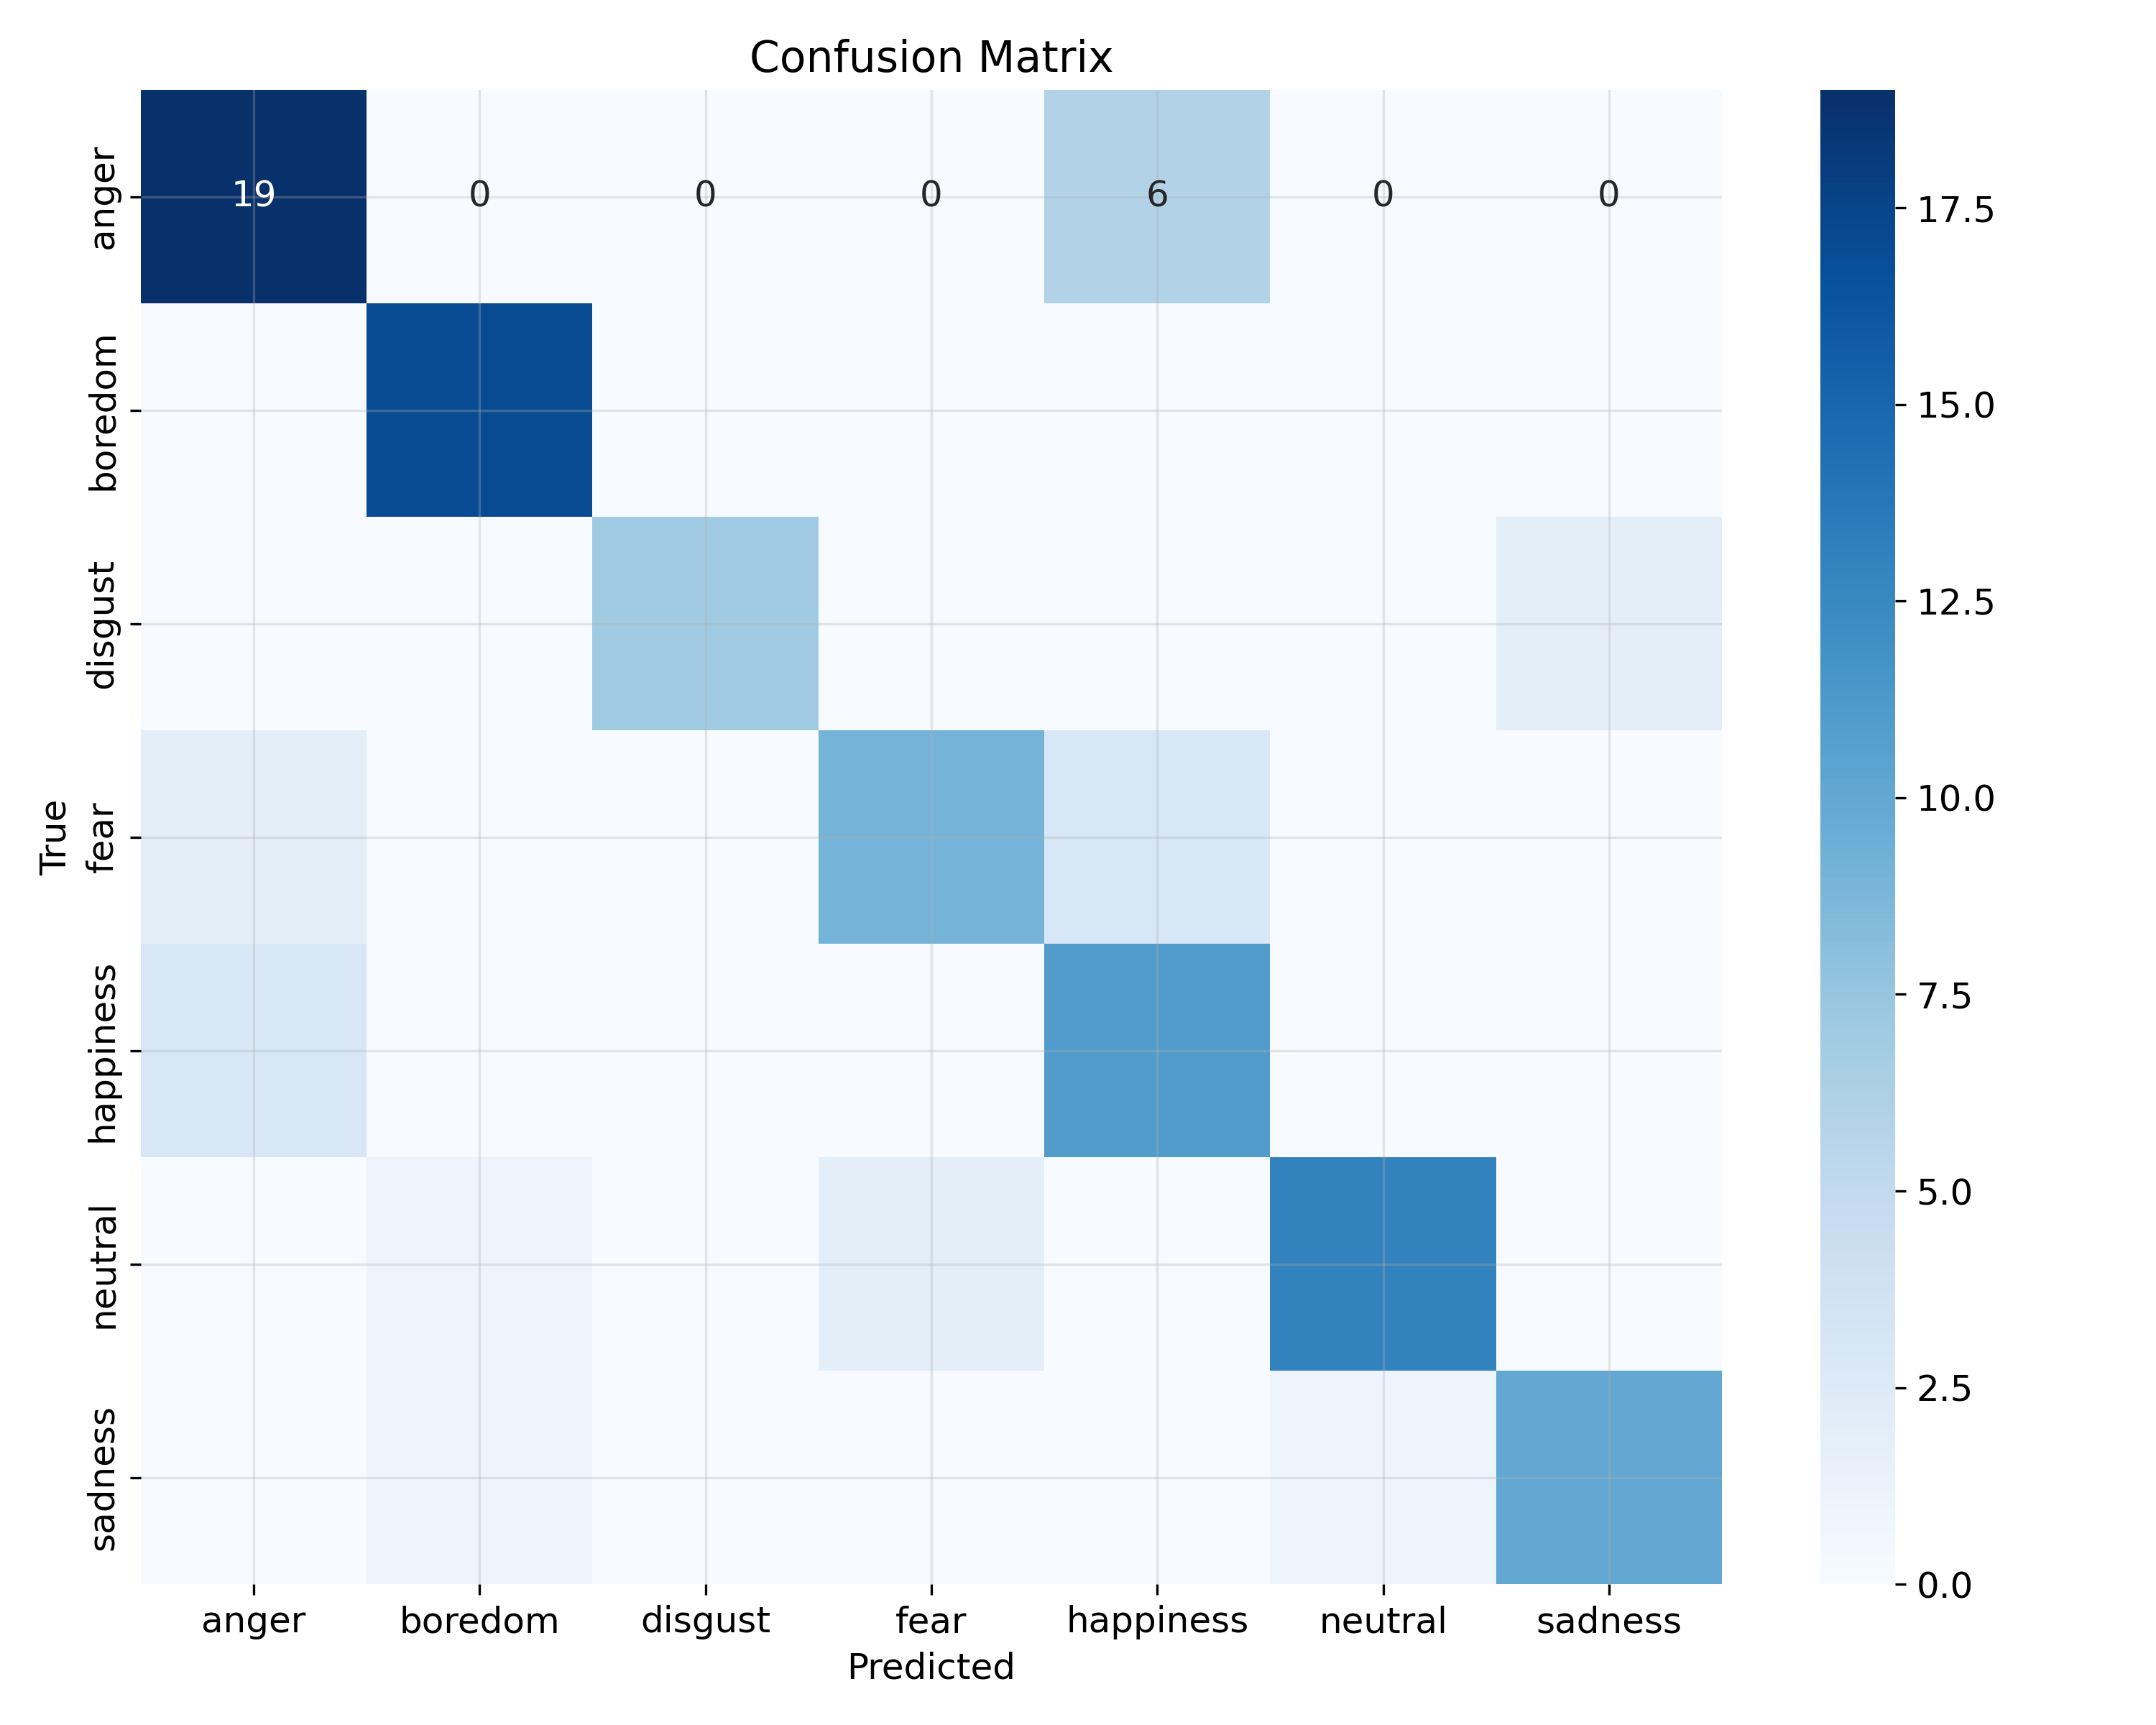 Confusion Matrix
True
anger
19 0 0 0 6 0 0
boredom
disgust
fear
happiness
neutral
sadness
anger boredom disgust fear happiness neutral sadness
Predicted
17.5
15.0
12.5
10.0
7.5
5.0
2.5
0.0